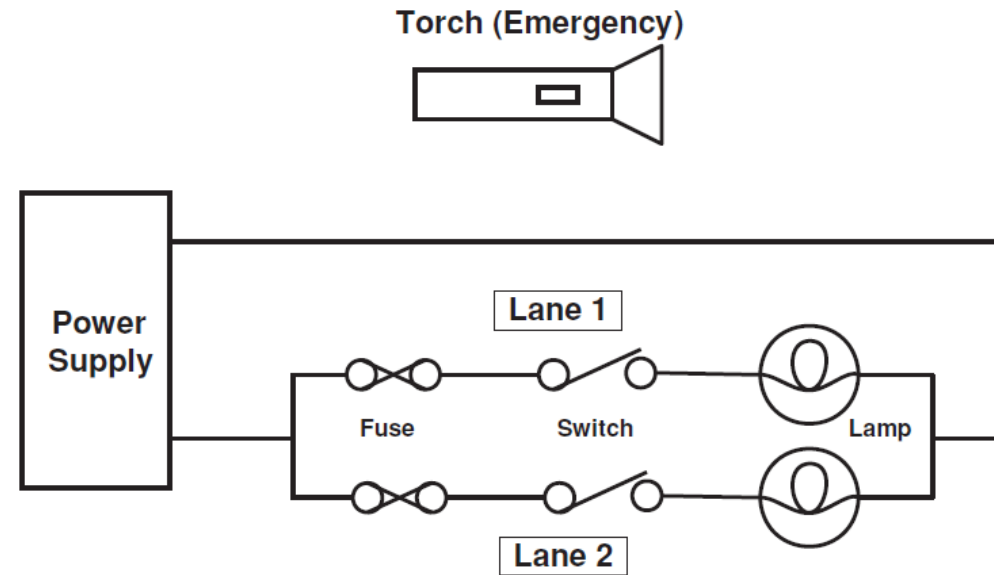 Torch (Emergency)
Power
Supply
Lane 1
Fuse
Switch
Lamp
Lane 2